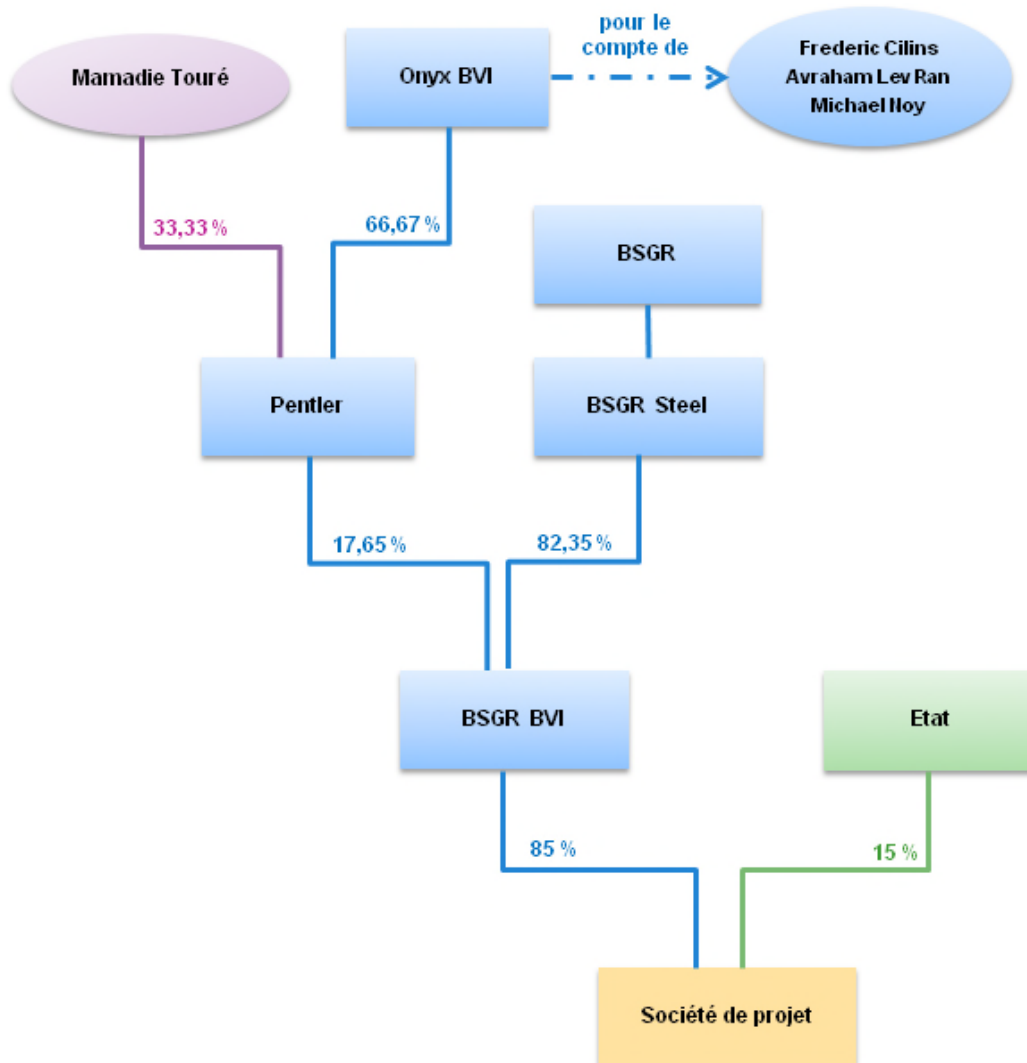 pour le
compte de
Mamadie Touré
Onyx BVI
Frederic Cilins
Avraham Lev Ran
Michael Noy
33,33 %
66,67 %
BSGR
Pentler
BSGR Steel
17,65 %
82,35 %
BSGR BVI
Etat
85 %
15 %
Société de projet